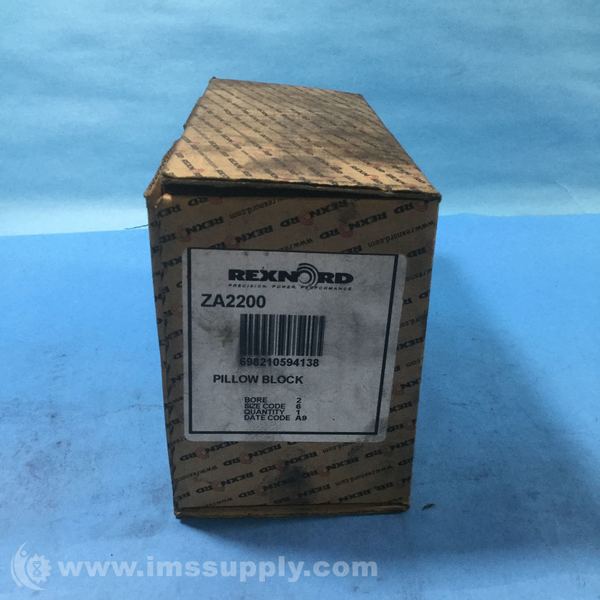 REXNORD
PRECISION. POWER. PERFORMANCE.
ZA2200
698210594138
PILLOW BLOCK
BORE 2
SIZE CODE 6
QUANTITY 1
DATE CODE A9
www.imssupply.com